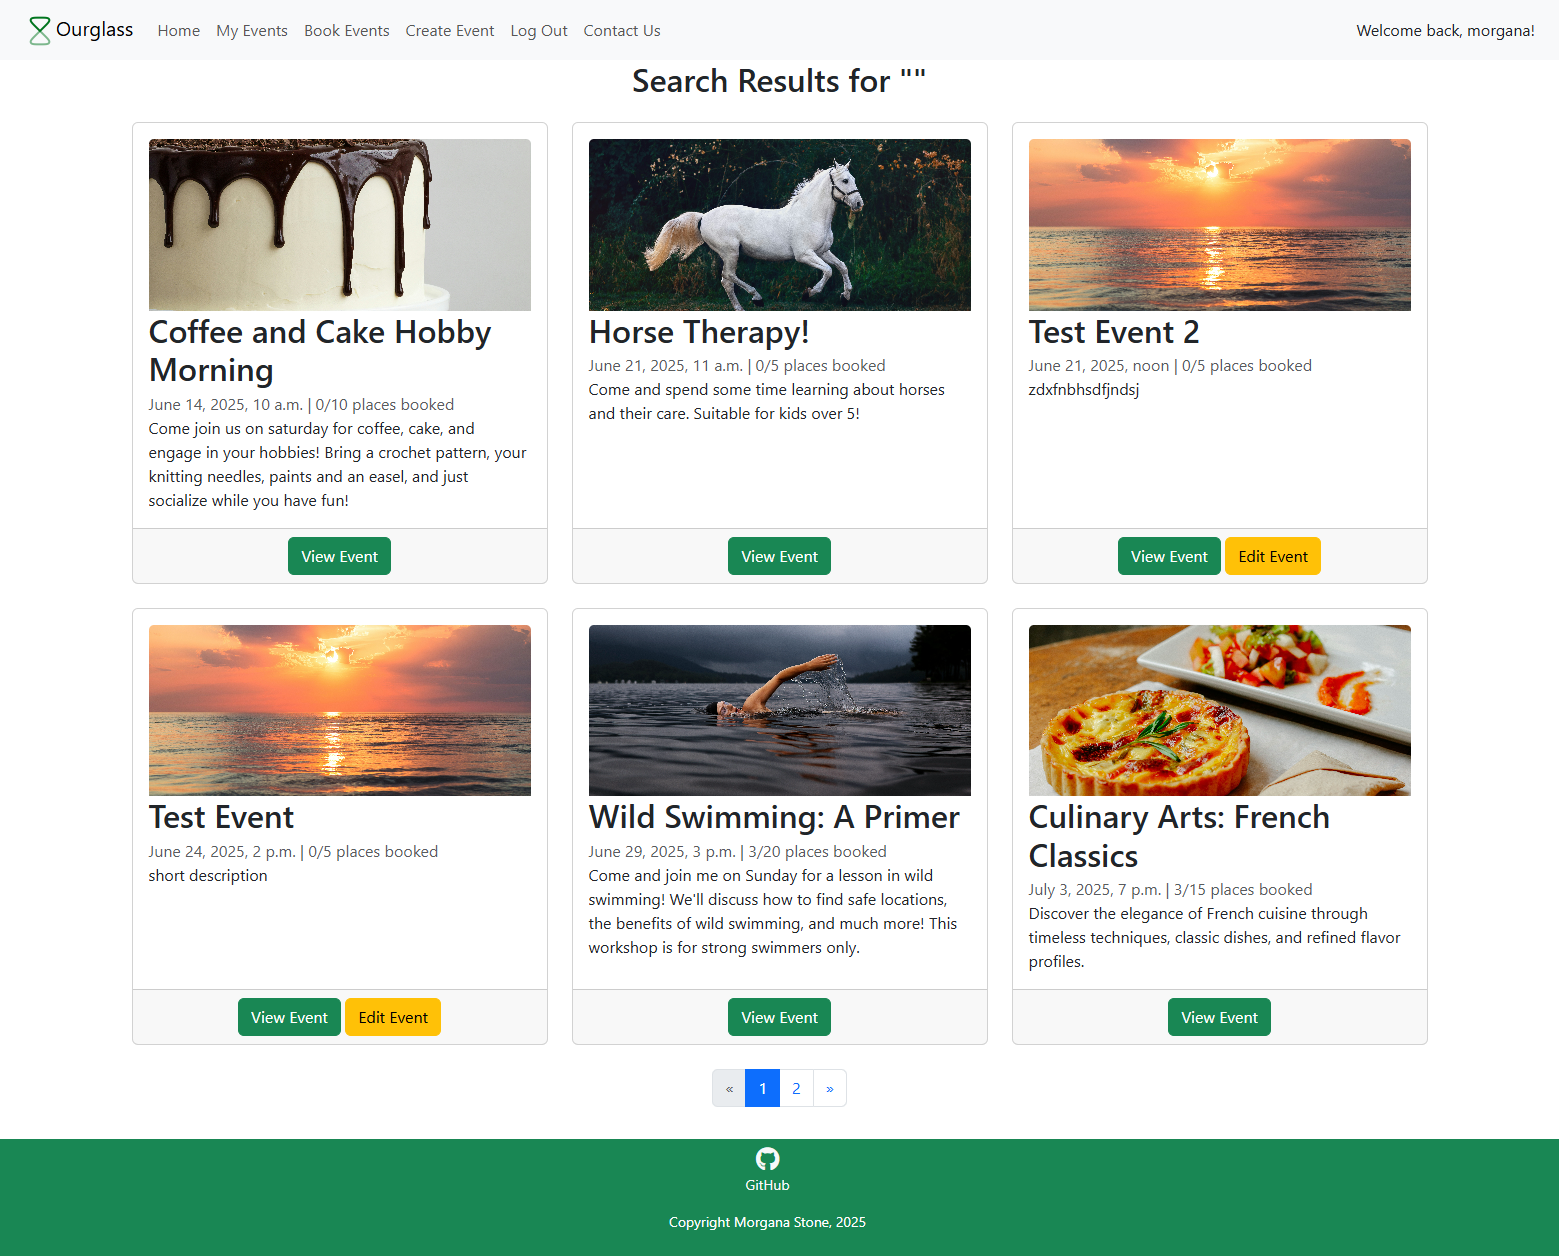 Ourglass Home My Events Book Events Create Event Log Out Contact Us Welcome back, morgana!
Search Results for ""
Coffee and Cake Hobby
Morning
June 14, 2025, 10 a.m. | 0/10 places booked
Come join us on saturday for coffee, cake, and
engage in your hobbies! Bring a crochet pattern, your
knitting needles, paints and an easel, and just
socialize while you have fun!
View Event
Horse Therapy!
June 21, 2025, 11 a.m. | 0/5 places booked
Come and spend some time learning about horses
and their care. Suitable for kids over 5!
View Event
Test Event 2
June 21, 2025, noon | 0/5 places booked
zdxfnbhsdfjndsj
View Event Edit Event
Test Event
June 24, 2025, 2 p.m. | 0/5 places booked
short description
View Event Edit Event
Wild Swimming: A Primer
June 29, 2025, 3 p.m. | 3/20 places booked
Come and join me on Sunday for a lesson in wild
swimming! We'll discuss how to find safe locations,
the benefits of wild swimming, and much more! This
workshop is for strong swimmers only.
View Event
Culinary Arts: French
Classics
July 3, 2025, 7 p.m. | 3/15 places booked
Discover the elegance of French cuisine through
timeless techniques, classic dishes, and refined flavor
profiles.
View Event
« 1 2 »
GitHub
Copyright Morgana Stone, 2025